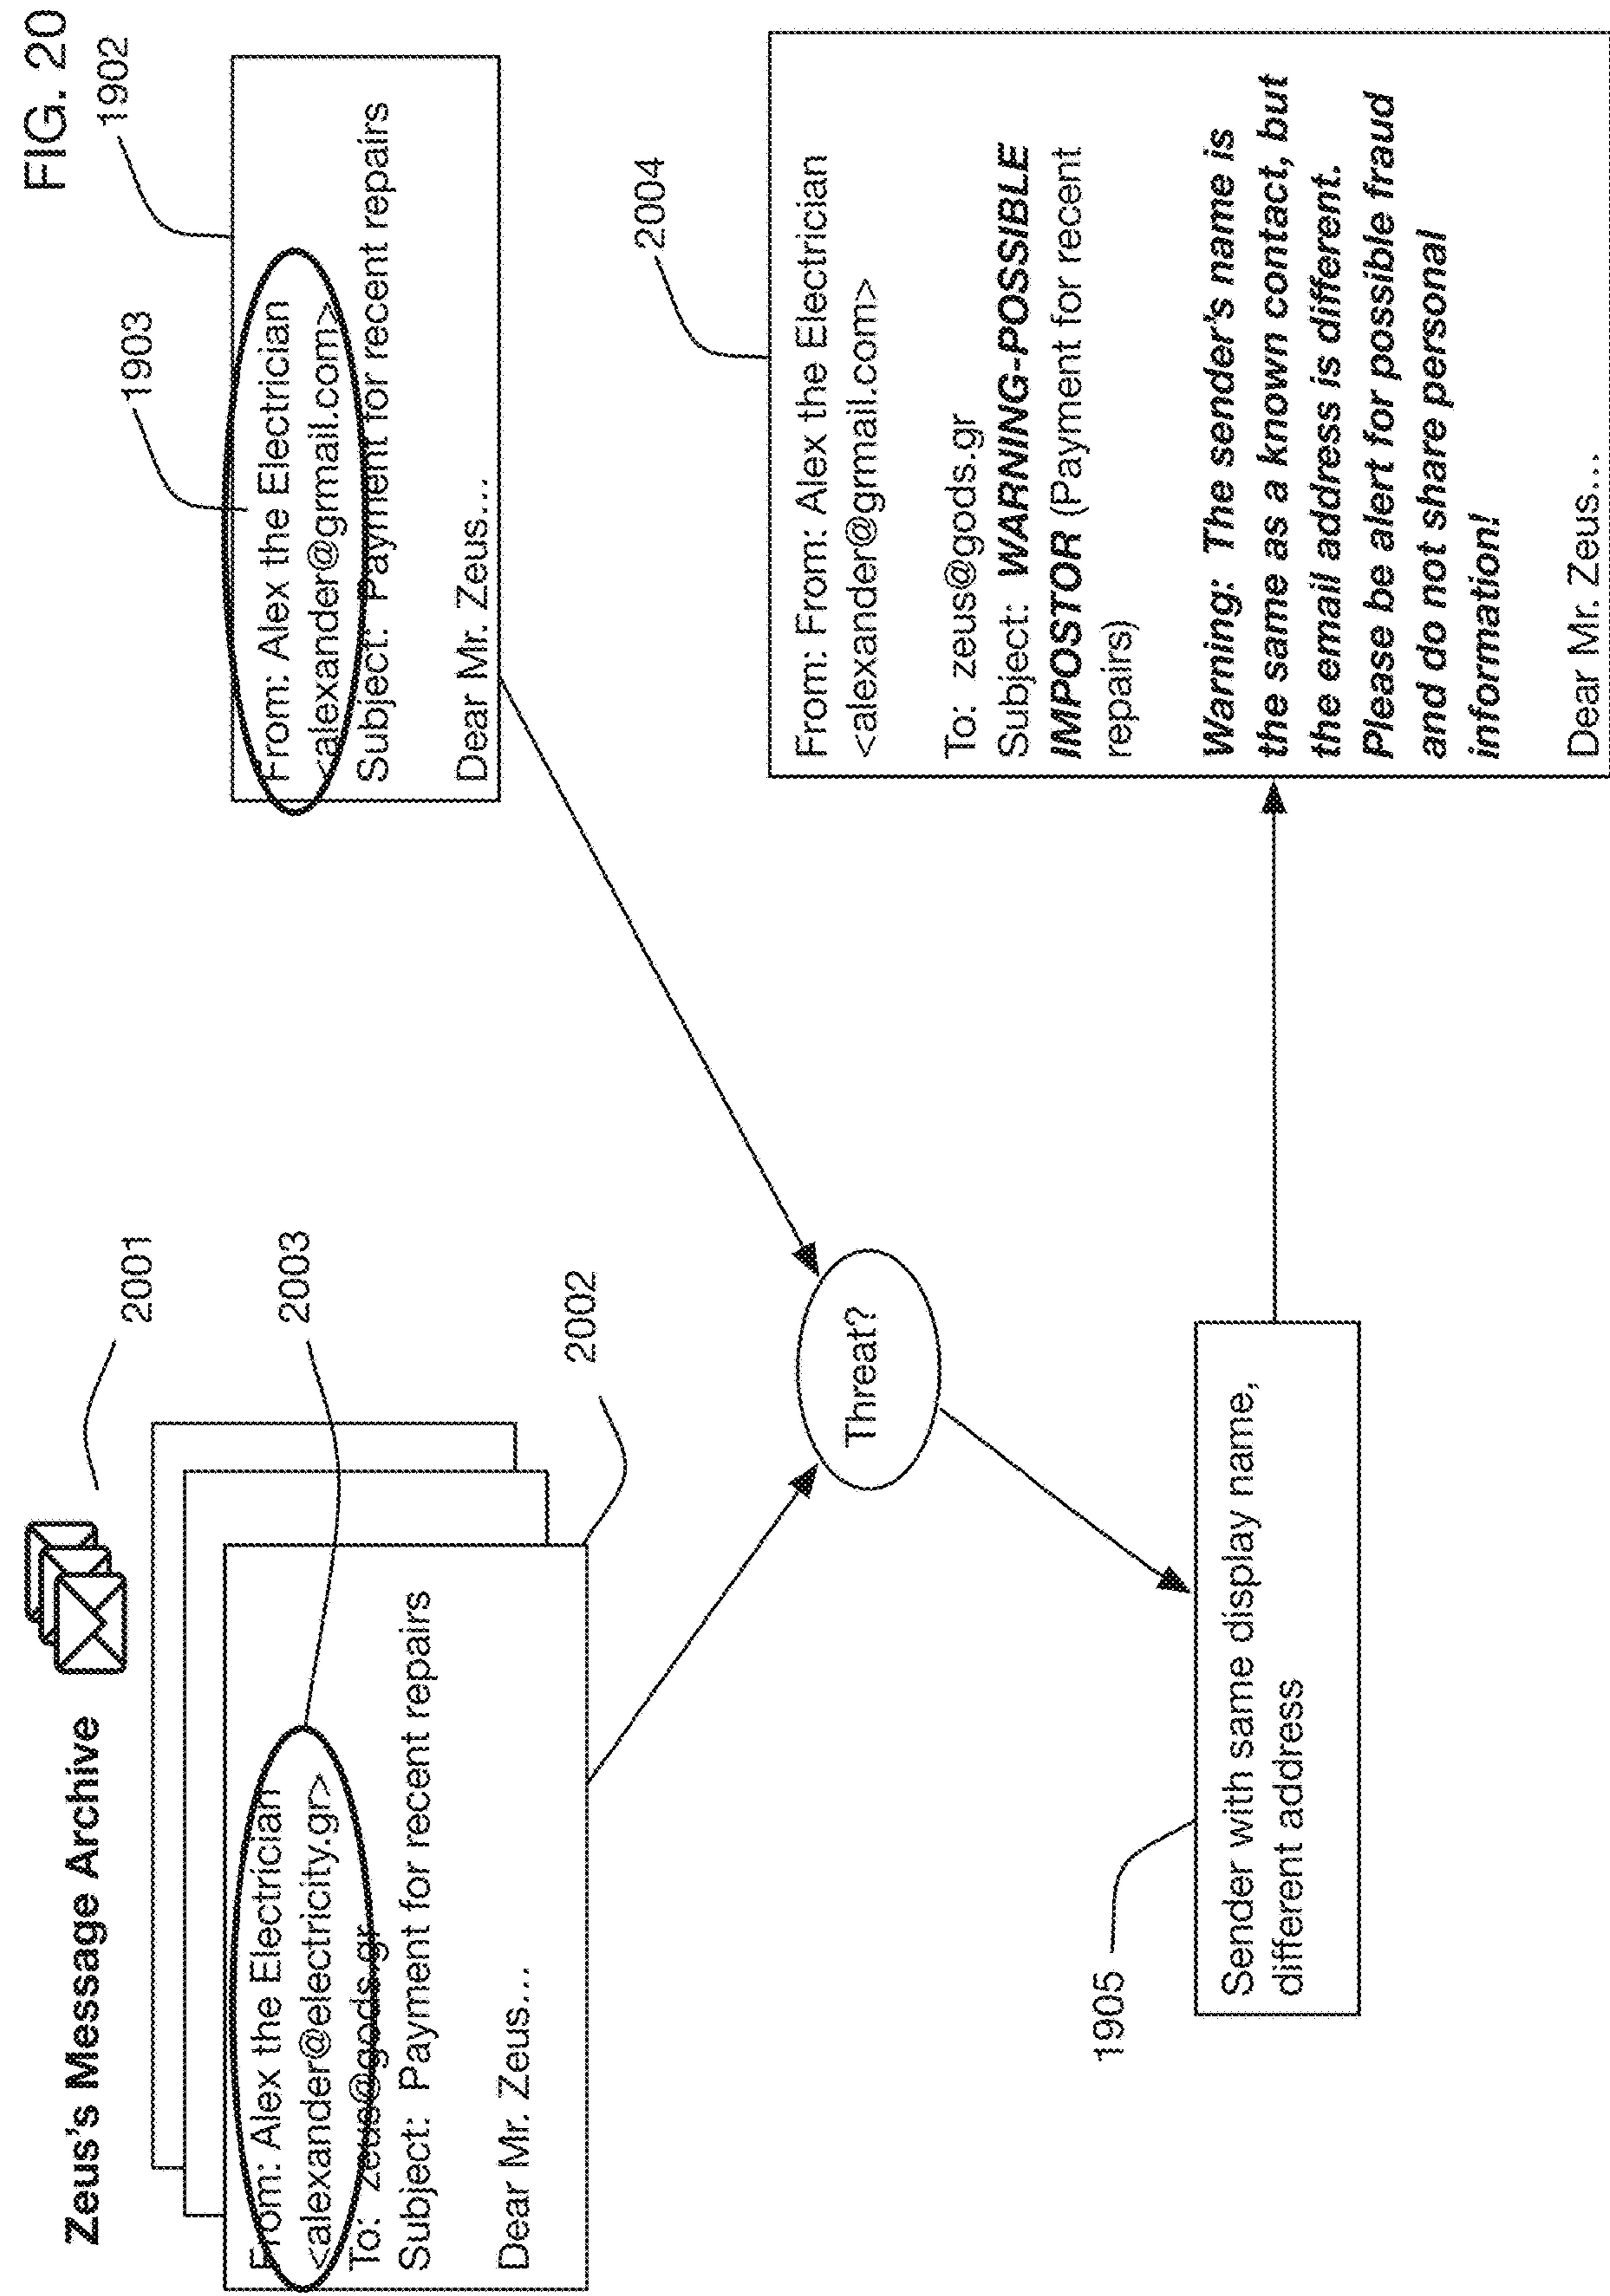 FIG. 20
Zeus's Message Archive
2001
From: Alex the Electrician
<alexander@electricity.gr>
To: zeus@gods.gr
Subject: Payment for recent repairs
Dear Mr. Zeus...
2003
2002
1903
1902
From: Alex the Electrician
<alexander@grmail.com>
Subject: Payment for recent repairs
Dear Mr. Zeus...
Threat?
1905
Sender with same display name,
different address
2004
From: From: Alex the Electrician
<alexander@grmail.com>
To: zeus@gods.gr
Subject: WARNING-POSSIBLE
IMPOSTOR (Payment for recent
repairs)
Warning: The sender's name is
the same as a known contact, but
the email address is different.
Please be alert for possible fraud
and do not share personal
information!
Dear Mr. Zeus...